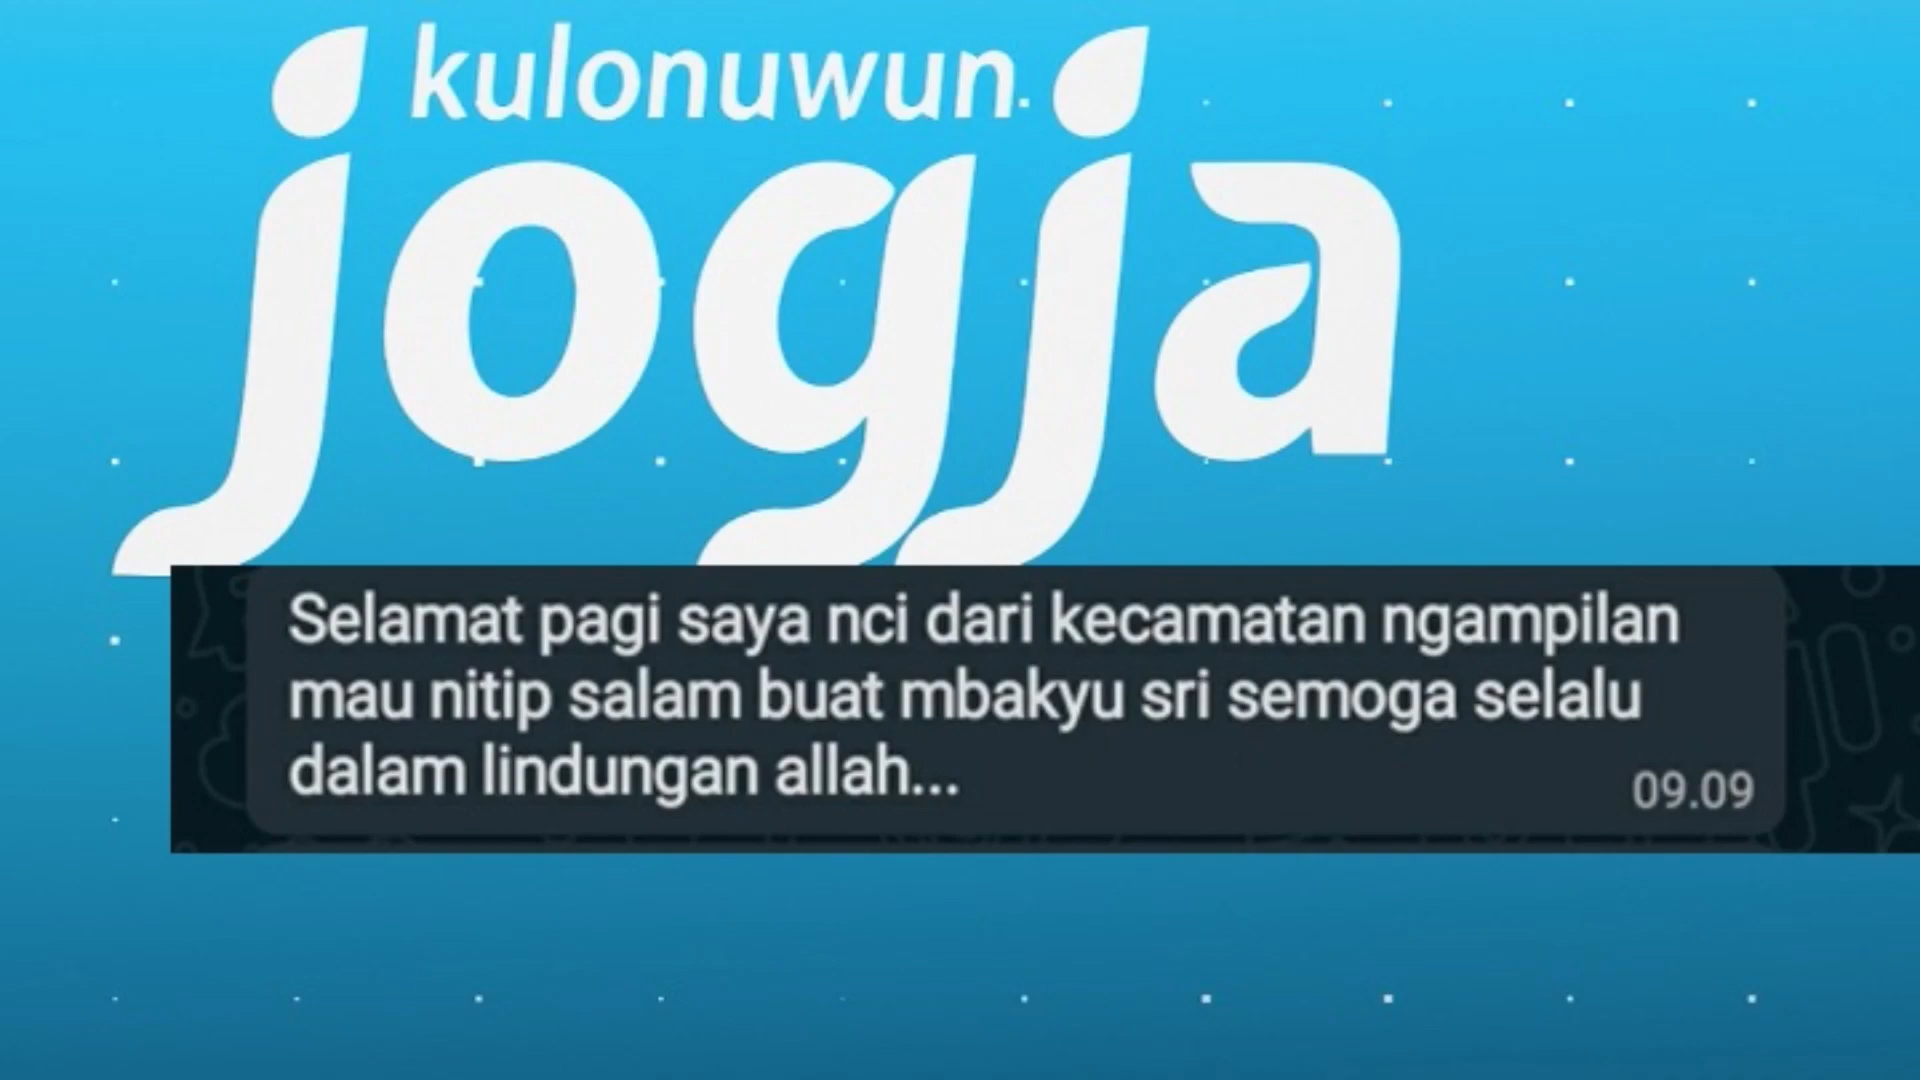 kulonuwun
jogja
Selamat pagi saya nci dari kecamatan ngampilan
mau nitip salam buat mbakyu sri semoga selalu
dalam lindungan allah...
09.09